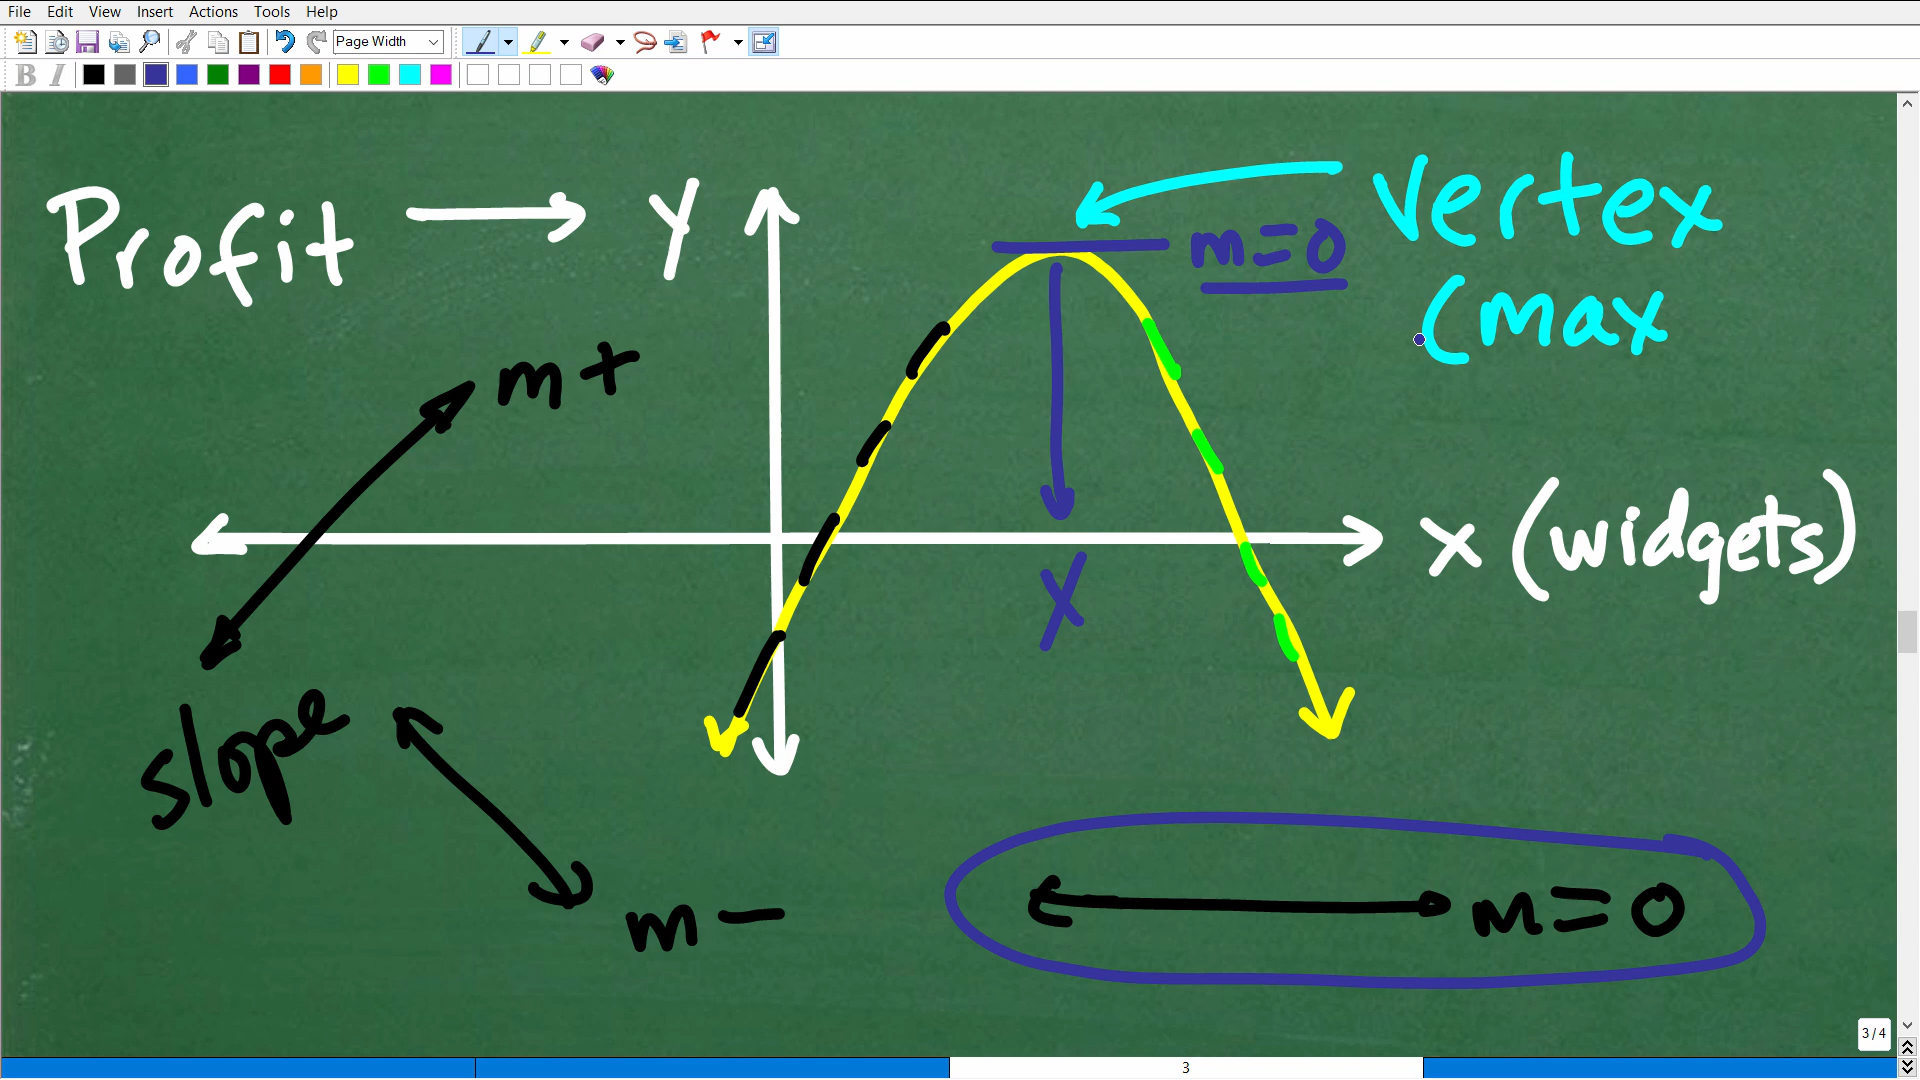 File Edit View Insert Actions Tools Help
Page Width
B I
Profit → y
Vertex
m=0
(max
m+
x (widgets)
x
slope
m-
m=0
3/4
3